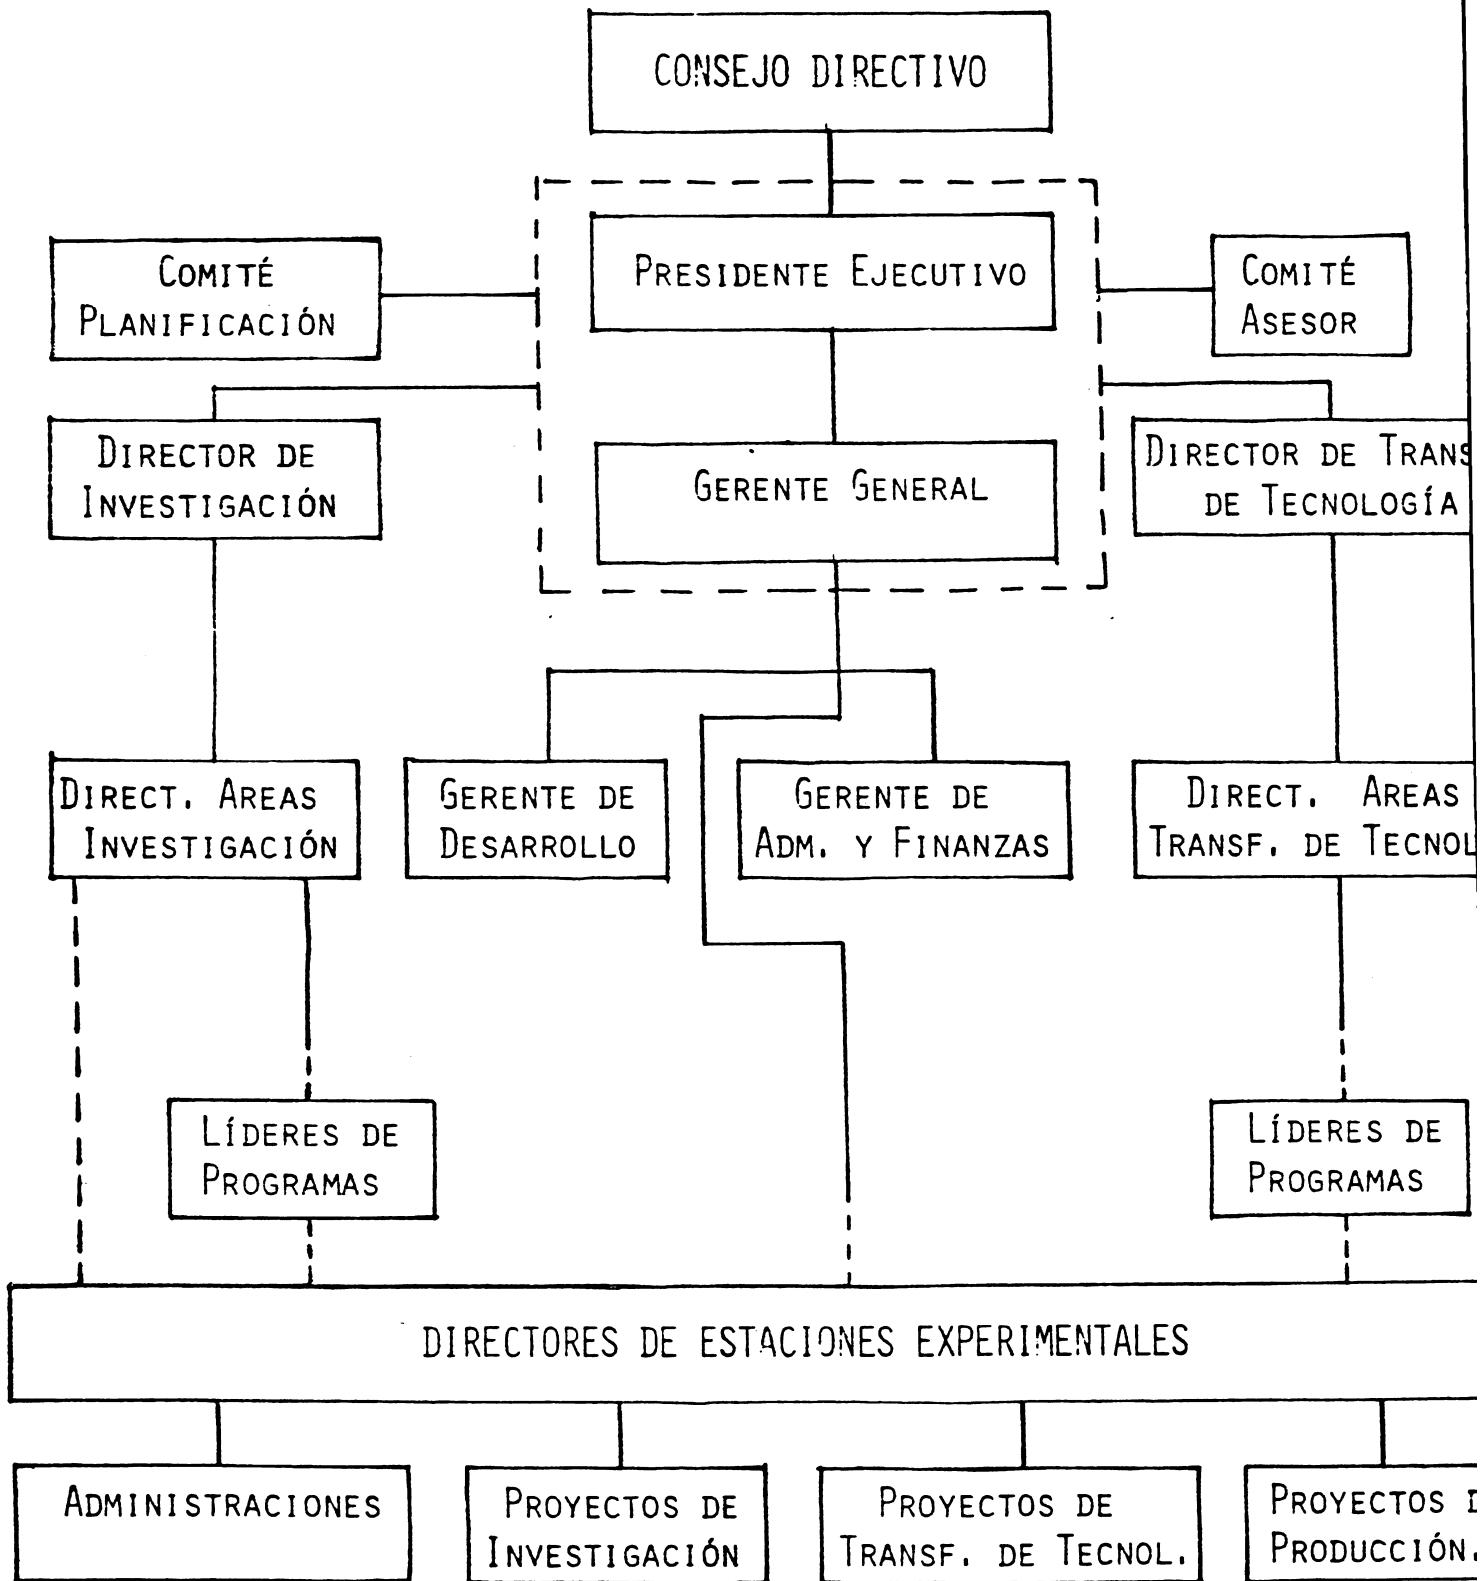 CONSEJO DIRECTIVO
PRESIDENTE EJECUTIVO
COMITÉ
PLANIFICACIÓN
COMITÉ
ASESOR
DIRECTOR DE
INVESTIGACIÓN
GERENTE GENERAL
DIRECTOR DE TRANS
DE TECNOLOGÍA
DIRECT. AREAS
INVESTIGACIÓN
GERENTE DE
DESARROLLO
GERENTE DE
ADM. Y FINANZAS
DIRECT. AREAS
TRANSF. DE TECNOL
LÍDERES DE
PROGRAMAS
LÍDERES DE
PROGRAMAS
DIRECTORES DE ESTACIONES EXPERIMENTALES
ADMINISTRACIONES
PROYECTOS DE
INVESTIGACIÓN
PROYECTOS DE
TRANSF. DE TECNOL.
PROYECTOS D
PRODUCCIÓN.